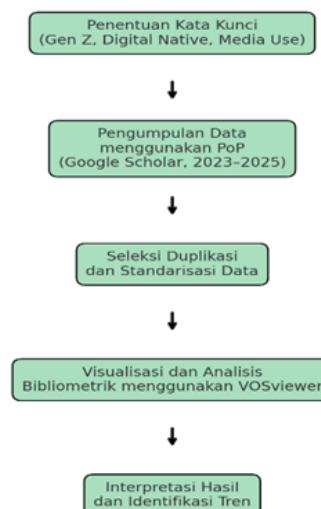 Penentuan Kata Kunci
(Gen Z, Digital Native, Media Use)
Pengumpulan Data
menggunakan PoP
(Google Scholar, 2023–2025)
Seleksi Duplikasi
dan Standarisasi Data
Visualisasi dan Analisis
Bibliometrik menggunakan VOSviewer
Interpretasi Hasil
dan Identifikasi Tren